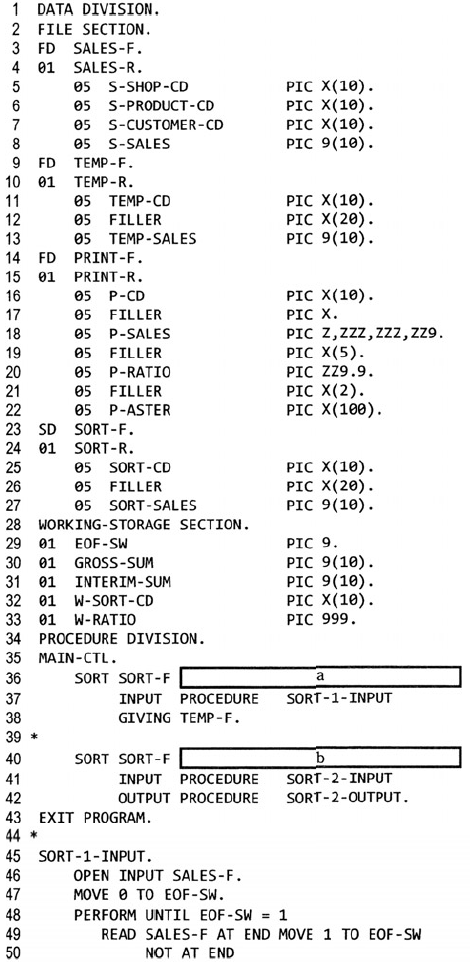 1 DATA DIVISION.
2 FILE SECTION.
3 FD SALES-F.
4 01 SALES-R.
5 05 S-SHOP-CD PIC X(10).
6 05 S-PRODUCT-CD PIC X(10).
7 05 S-CUSTOMER-CD PIC X(10).
8 05 S-SALES PIC 9(10).
9 FD TEMP-F.
10 01 TEMP-R.
11 05 TEMP-CD PIC X(10).
12 05 FILLER PIC X(20).
13 05 TEMP-SALES PIC 9(10).
14 FD PRINT-F.
15 01 PRINT-R.
16 05 P-CD PIC X(10).
17 05 FILLER PIC X.
18 05 P-SALES PIC Z,ZZZ,ZZZ,ZZ9.
19 05 FILLER PIC X(5).
20 05 P-RATIO PIC ZZ9.9.
21 05 FILLER PIC X(2).
22 05 P-ASTER PIC X(100).
23 SD SORT-F.
24 01 SORT-R.
25 05 SORT-CD PIC X(10).
26 05 FILLER PIC X(20).
27 05 SORT-SALES PIC 9(10).
28 WORKING-STORAGE SECTION.
29 01 EOF-SW PIC 9.
30 01 GROSS-SUM PIC 9(10).
31 01 INTERIM-SUM PIC 9(10).
32 01 W-SORT-CD PIC X(10).
33 01 W-RATIO PIC 999.
34 PROCEDURE DIVISION.
35 MAIN-CTL.
36 SORT SORT-F a
37 INPUT PROCEDURE SORT-1-INPUT
38 GIVING TEMP-F.
39 *
40 SORT SORT-F b
41 INPUT PROCEDURE SORT-2-INPUT
42 OUTPUT PROCEDURE SORT-2-OUTPUT.
43 EXIT PROGRAM.
44 *
45 SORT-1-INPUT.
46 OPEN INPUT SALES-F.
47 MOVE 0 TO EOF-SW.
48 PERFORM UNTIL EOF-SW = 1
49 READ SALES-F AT END MOVE 1 TO EOF-SW
50 NOT AT END